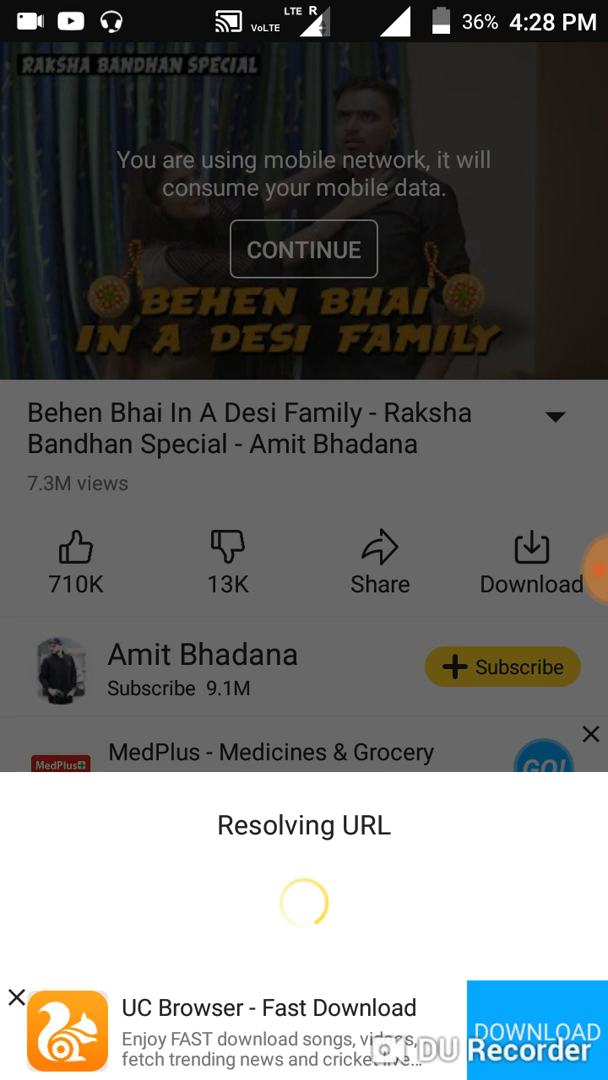 LTE R
VoLTE
36% 4:28 PM
RAKSHA BANDHAN SPECIAL
You are using mobile network, it will
consume your mobile data.
CONTINUE
BEHEN BHAI
IN A DESI FAMILY
Behen Bhai In A Desi Family - Raksha
Bandhan Special - Amit Bhadana
7.3M views
710K 13K Share Download
Amit Bhadana
Subscribe 9.1M
Subscribe
MedPlus - Medicines & Grocery
MedPlus
GO!
Resolving URL
UC Browser - Fast Download
Enjoy FAST download songs, videos,
fetch trending news and cricket live...
DOWNLOAD
DU Recorder